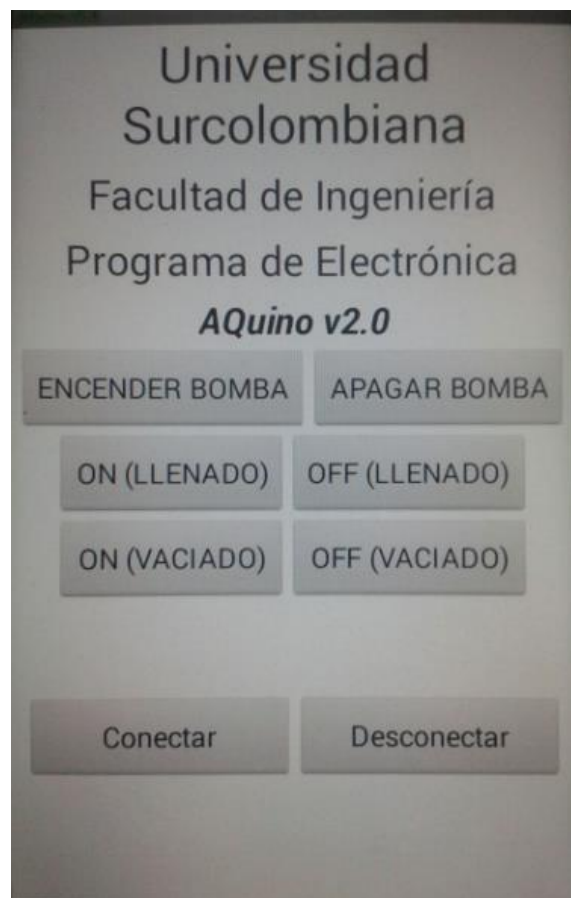 Universidad
Surcolombiana
Facultad de Ingeniería
Programa de Electrónica
AQuino v2.0
ENCENDER BOMBA APAGAR BOMBA
ON (LLENADO) OFF (LLENADO)
ON (VACIADO) OFF (VACIADO)
Conectar Desconectar